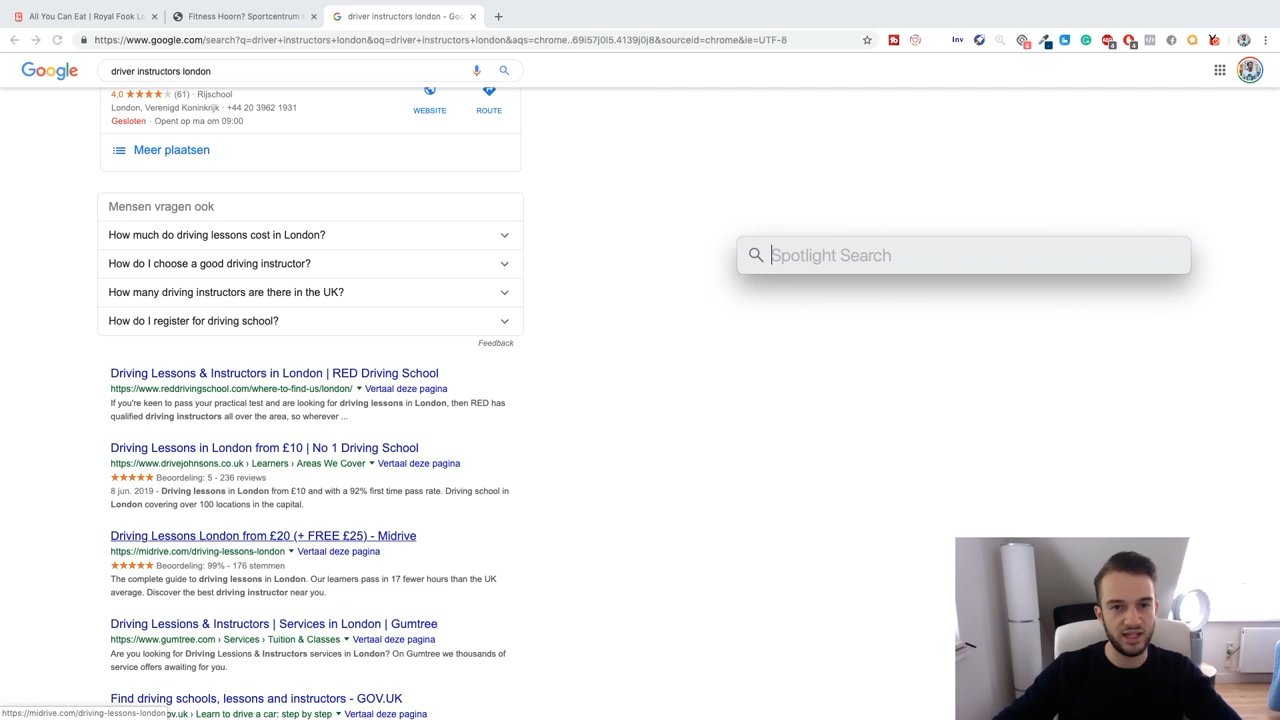 All You Can Eat | Royal Fook Lo
Fitness Hoorn? Sportcentrum
driver instructors london - Goo
https://www.google.com/search?q=driver+instructors+london&oq=driver+instructors+london&aqs=chrome..69i57j0l5.4139j0j8&sourceid=chrome&ie=UTF-8
Inv
Google
driver instructors london
4,0 (61) · Rijschool
London, Verenigd Koninkrijk · +44 20 3962 1931
Gesloten · Opent op ma om 09:00
WEBSITE
ROUTE
Meer plaatsen
Mensen vragen ook
How much do driving lessons cost in London?
How do I choose a good driving instructor?
How many driving instructors are there in the UK?
How do I register for driving school?
Feedback
Spotlight Search
Driving Lessons & Instructors in London | RED Driving School
https://www.reddrivingschool.com/where-to-find-us/london/ Vertaal deze pagina
If you're keen to pass your practical test and are looking for driving lessons in London, then RED has
qualified driving instructors all over the area, so wherever ...
Driving Lessons in London from £10 | No 1 Driving School
https://www.drivejohnsons.co.uk › Learners › Areas We Cover Vertaal deze pagina
Beoordeling: 5 - 236 reviews
8 jun. 2019 - Driving lessons in London from £10 and with a 92% first time pass rate. Driving school in
London covering over 100 locations in the capital.
Driving Lessons London from £20 (+ FREE £25) - Midrive
https://midrive.com/driving-lessons-london Vertaal deze pagina
Beoordeling: 99% - 176 stemmen
The complete guide to driving lessons in London. Our learners pass in 17 fewer hours than the UK
average. Discover the best driving instructor near you.
Driving Lessions & Instructors | Services in London | Gumtree
https://www.gumtree.com › Services › Tuition & Classes Vertaal deze pagina
Are you looking for Driving Lessions & Instructors services in London? On Gumtree we thousands of
service offers awaiting for you.
Find driving schools, lessons and instructors - GOV.UK
https://midrive.com/driving-lessons-london
ov.uk › Learn to drive a car: step by step Vertaal deze pagina